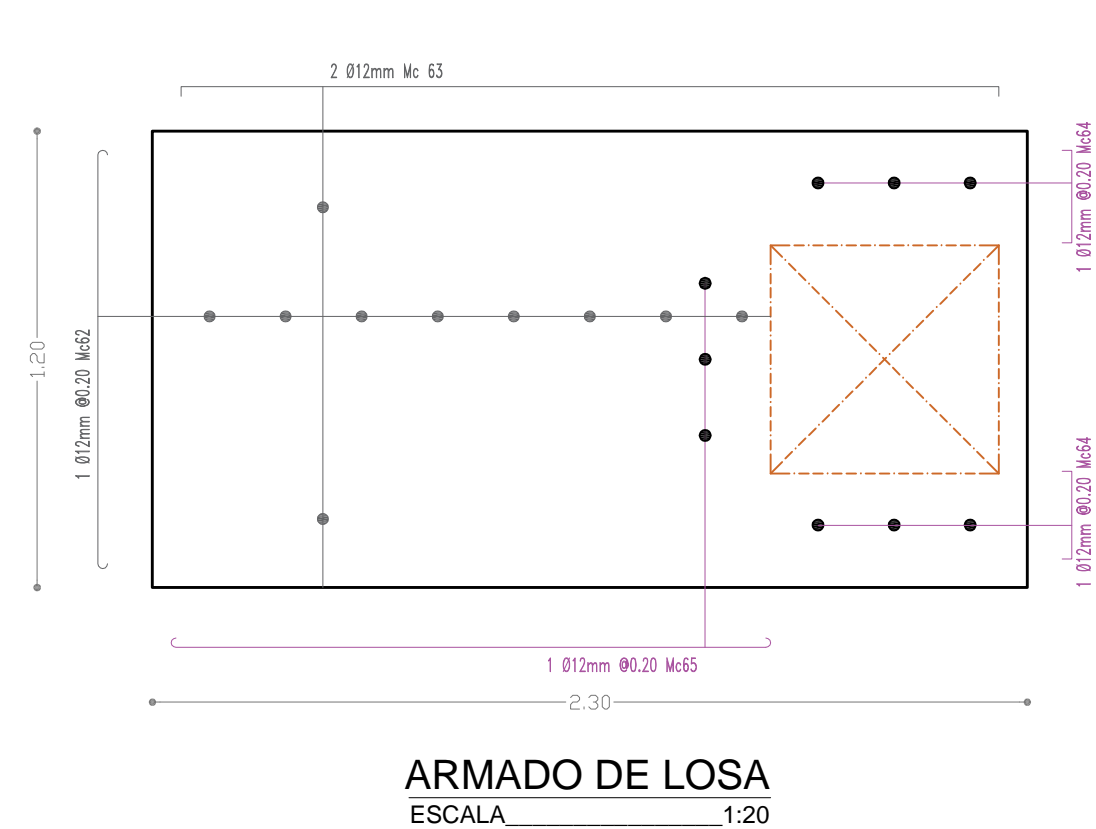 2 Ø12mm Mc 63
1 Ø12mm @0.20 Mc64
1.20
1 Ø12mm @0.20 Mc62
1 Ø12mm @0.20 Mc64
1 Ø12mm @0.20 Mc65
2.30
ARMADO DE LOSA
ESCALA________________1:20